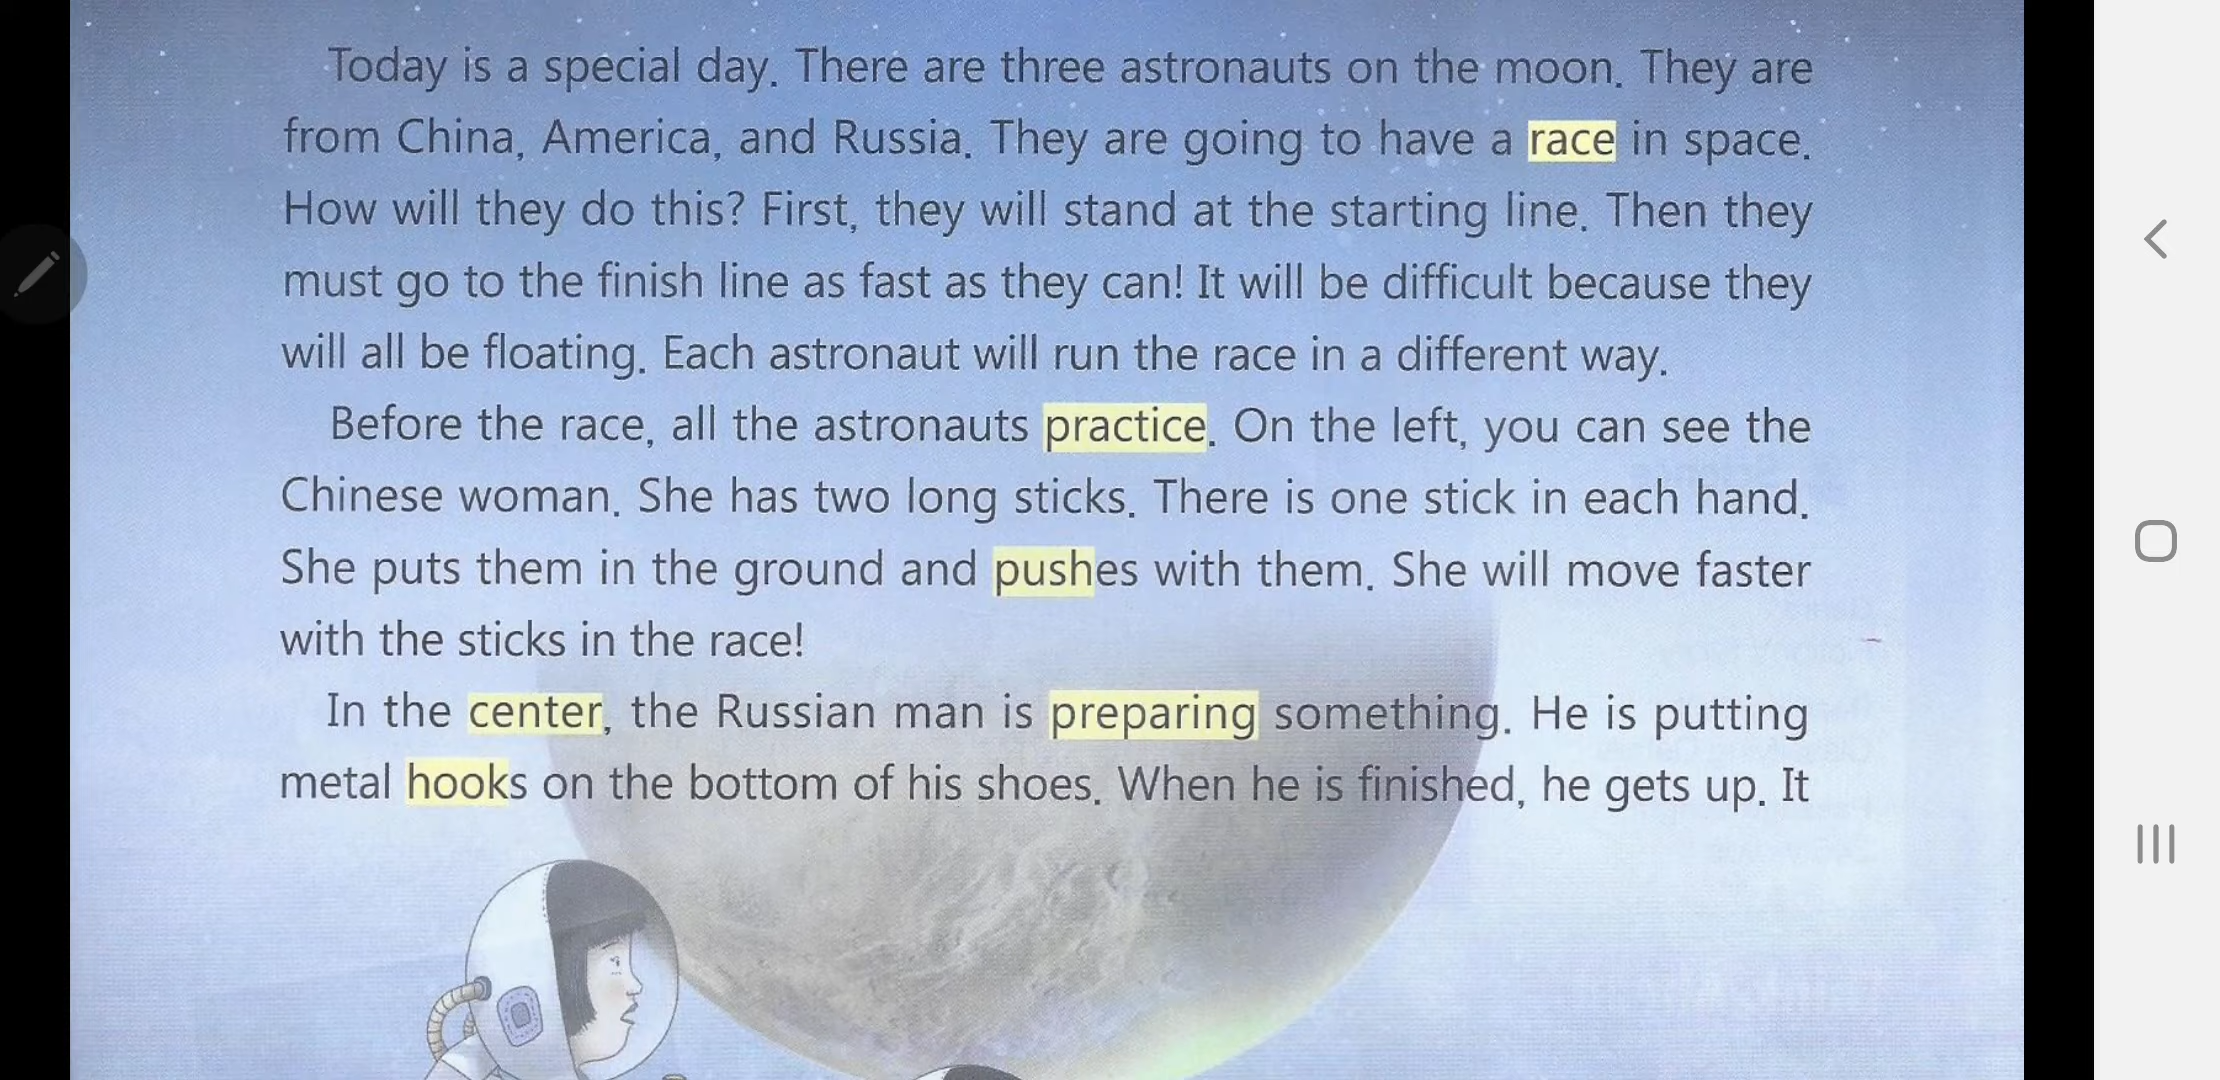 Today is a special day. There are three astronauts on the moon. They are
from China, America, and Russia. They are going to have a race in space.
How will they do this? First, they will stand at the starting line. Then they
must go to the finish line as fast as they can! It will be difficult because they
will all be floating. Each astronaut will run the race in a different way.
Before the race, all the astronauts practice. On the left, you can see the
Chinese woman. She has two long sticks. There is one stick in each hand.
She puts them in the ground and pushes with them. She will move faster
with the sticks in the race!
In the center, the Russian man is preparing something. He is putting
metal hooks on the bottom of his shoes. When he is finished, he gets up. It